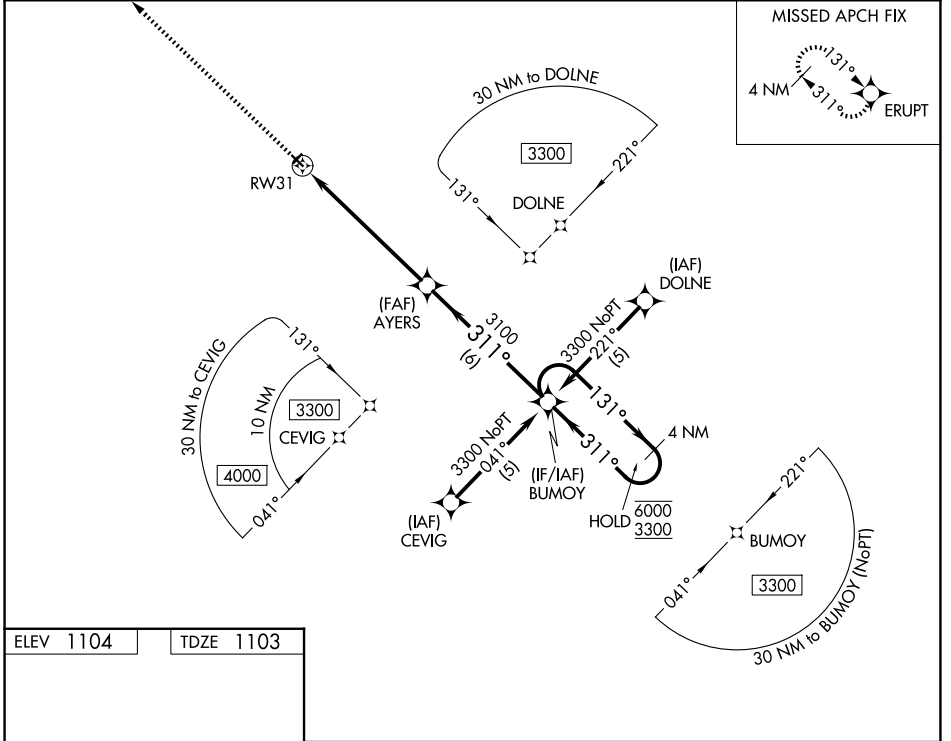 MISSED APCH FIX
131°
4 NM
311°
ERUPT
30 NM to DOLNE
3300
131°
221°
DOLNE
RW31
(FAF)
AYERS
3100
311°
(6)
(IAF)
DOLNE
3300 NoPT
221°
(5)
30 NM to CEVIG
131°
10 NM
3300
CEVIG
4000
041°
131°
4 NM
311°
3300 NoPT
041°
(5)
(IF/IAF)
BUMOY
HOLD
6000
3300
(IAF)
CEVIG
221°
BUMOY
041°
3300
30 NM to BUMOY (NoPT)
ELEV 1104
TDZE 1103